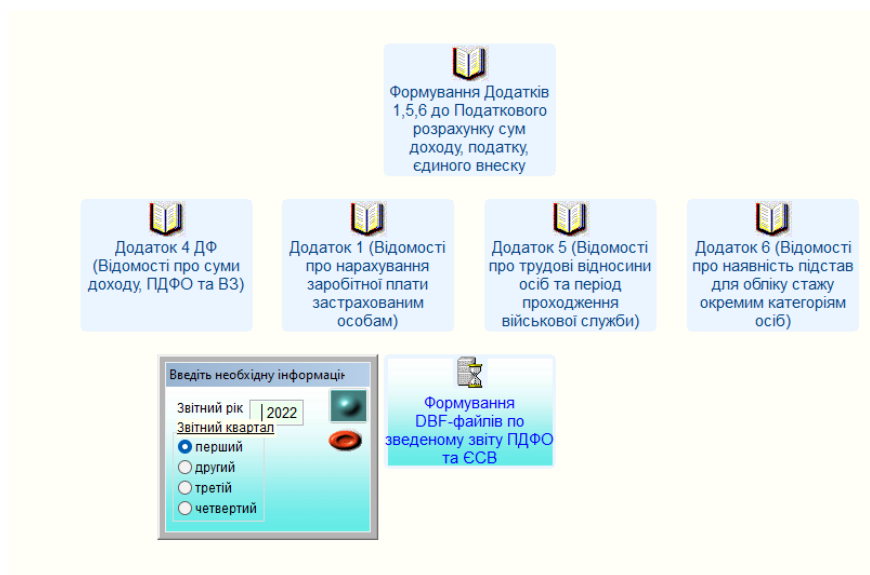 Формування Додатків
1,5,6 до Податкового
розрахунку сум
доходу, податку,
єдиного внеску
Додаток 4 ДФ
(Відомості про суми
доходу, ПДФО та ВЗ)
Додаток 1 (Відомості
про нарахування
заробітної плати
застрахованим
особам)
Додаток 5 (Відомості
про трудові відносини
осіб та період
проходження
військової служби)
Додаток 6 (Відомості
про наявність підстав
для обліку стажу
окремим категоріям
осіб)
Введіть необхідну інформацік
Звітний рік 2022
Звітний квартал
перший
другий
третій
четвертий
Формування
DBF-файлів по
зведеному звіту ПДФО
та ЄСВ